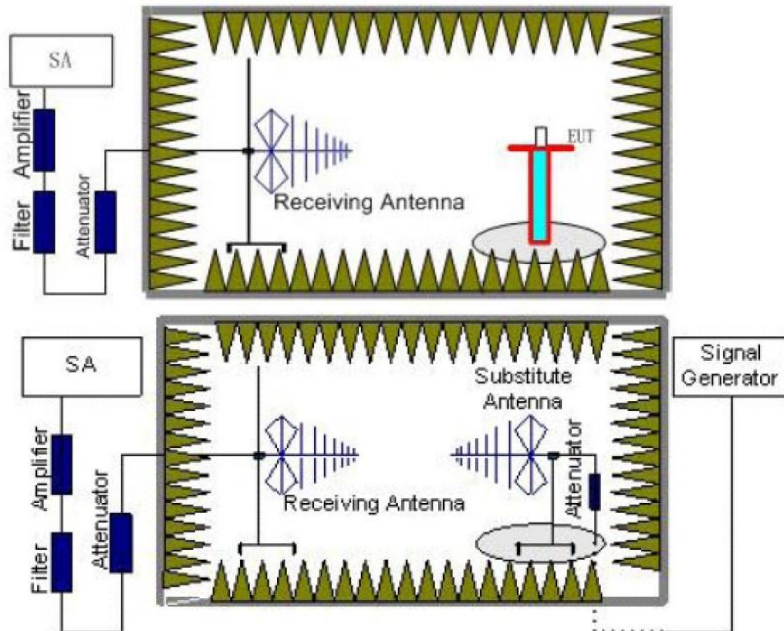 SA
Amplifier
Filter
Attenuator
Receiving Antenna
EUT
SA
Amplifier
Filter
Attenuator
Receiving Antenna
Substitute
Antenna
Attenuator
Signal
Generator